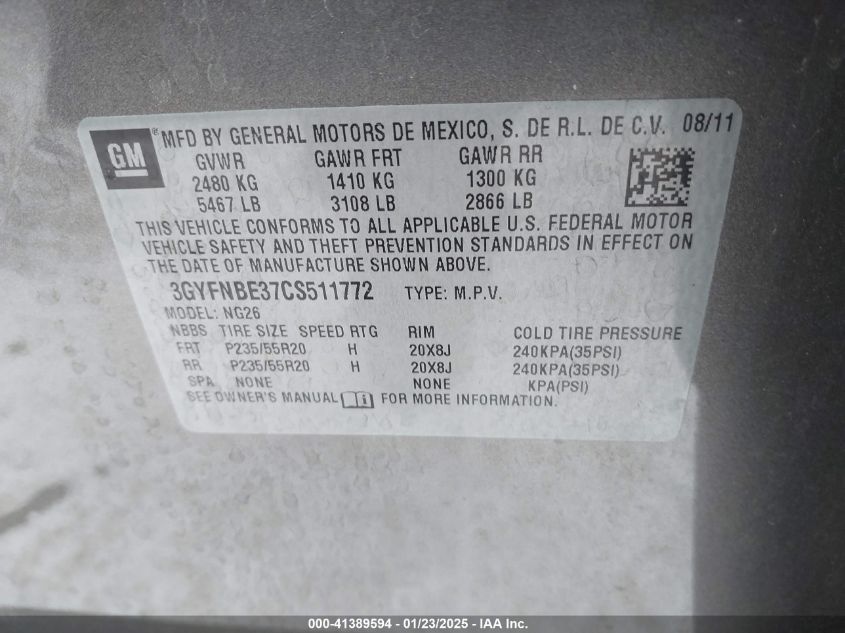 GM ® MFD BY GENERAL MOTORS DE MEXICO, S. DE R.L. DE C.V. 08/11
GVWR GAWR FRT GAWR RR
2480 KG 1410 KG 1300 KG
5467 LB 3108 LB 2866 LB
THIS VEHICLE CONFORMS TO ALL APPLICABLE U.S. FEDERAL MOTOR
VEHICLE SAFETY AND THEFT PREVENTION STANDARDS IN EFFECT ON
THE DATE OF MANUFACTURE SHOWN ABOVE.
3GYFNBE37CS511772 TYPE: M.P.V.
MODEL: NG26
NBBS TIRE SIZE SPEED RTG RIM COLD TIRE PRESSURE
FRT P235/55R20 H 20X8J 240KPA(35PSI)
RR P235/55R20 H 20X8J 240KPA(35PSI)
SPA NONE NONE KPA(PSI)
SEE OWNER'S MANUAL FOR MORE INFORMATION.
000-41389594 - 01/23/2025 - IAA Inc.